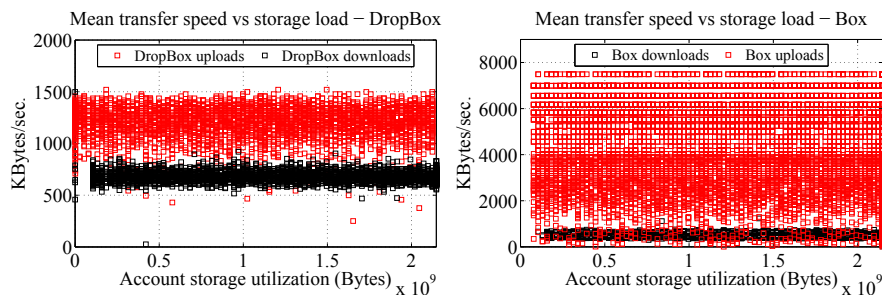 Mean transfer speed vs storage load − DropBox
2000
1500
1000
500
0
KBytes/sec.
DropBox uploads
DropBox downloads
0
0.5
1
1.5
2
Account storage utilization (Bytes)
x 10^9
Mean transfer speed vs storage load − Box
8000
6000
4000
2000
0
KBytes/sec.
Box downloads
Box uploads
0
0.5
1
1.5
2
Account storage utilization (Bytes)
x 10^9